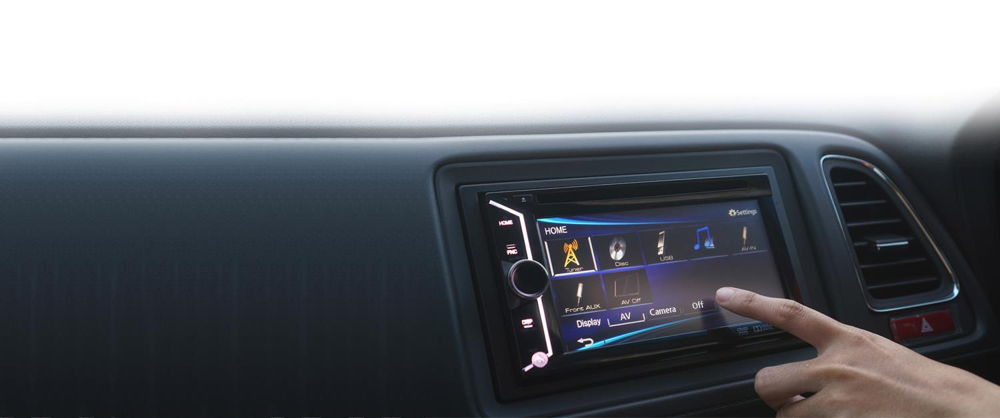 Settings
HOME
HOME
FNC
Tuner
Disc
USB
AV-IN
Front AUX
AV Off
DISP
Display
AV
Camera
Off
DVD